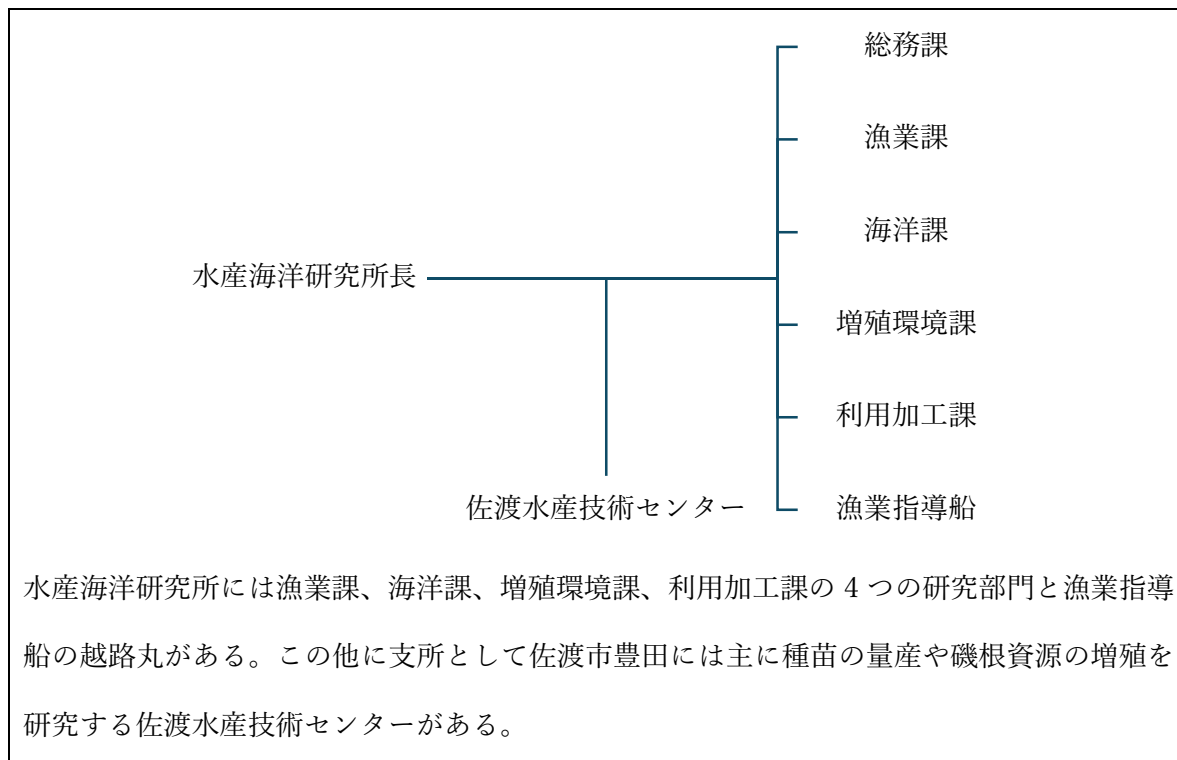 総務課
漁業課
海洋課
水産海洋研究所長
増殖環境課
利用加工課
佐渡水産技術センター
漁業指導船
水産海洋研究所には漁業課、海洋課、増殖環境課、利用加工課の 4 つの研究部門と漁業指導
船の越路丸がある。この他に支所として佐渡市豊田には主に種苗の量産や磯根資源の増殖を
研究する佐渡水産技術センターがある。